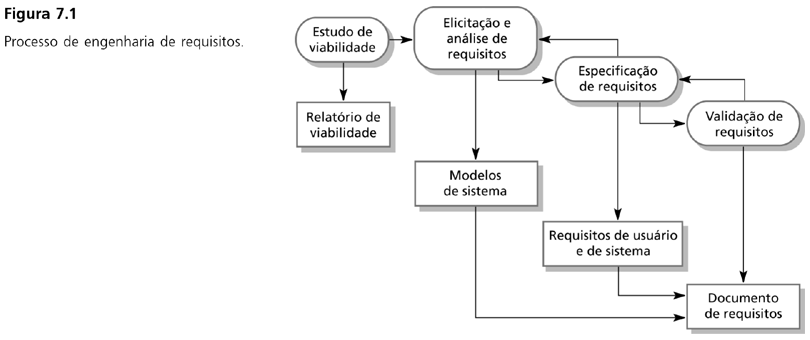 Figura 7.1
Processo de engenharia de requisitos.
Estudo de
viabilidade
Elicitação e
análise de
requisitos
Especificação
de requisitos
Validação de
requisitos
Relatório de
viabilidade
Modelos
de sistema
Requisitos de usuário
e de sistema
Documento
de requisitos